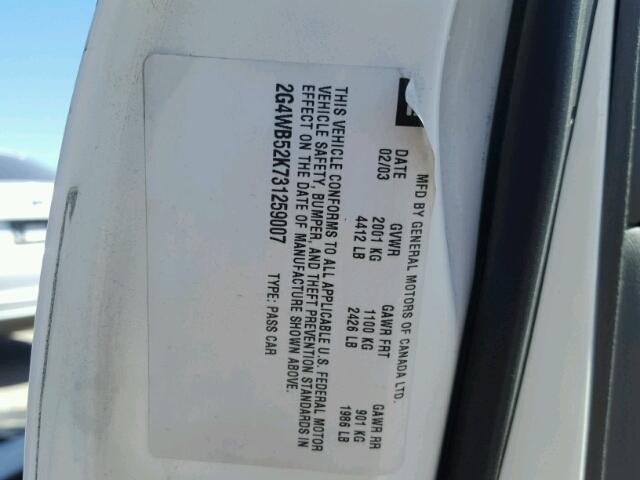 MFD BY GENERAL MOTORS OF CANADA LTD.
DATE GVWR GAWR FRT GAWR RR
02/03 2001 KG 1100 KG 901 KG
4412 LB 2426 LB 1986 LB
THIS VEHICLE CONFORMS TO ALL APPLICABLE U.S. FEDERAL MOTOR
VEHICLE SAFETY, BUMPER, AND THEFT PREVENTION STANDARDS IN
EFFECT ON THE DATE OF MANUFACTURE SHOWN ABOVE.
2G4WB52K731259007 TYPE: PASS CAR